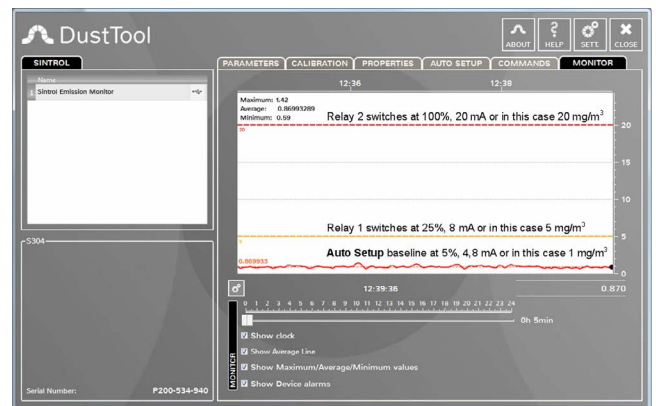 DustTool
ABOUT HELP SETT. CLOSE
SINTROL
Name
1 Sintrol Emission Monitor
S304
Serial Number: P200-534-940
PARAMETERS CALIBRATION PROPERTIES AUTO SETUP COMMANDS MONITOR
12:36 12:38
Maximum: 1.42
Average: 0.86993289
Minimum: 0.59
Relay 2 switches at 100%, 20 mA or in this case 20 mg/m³
20
Relay 1 switches at 25%, 8 mA or in this case 5 mg/m³
5
Auto Setup baseline at 5%, 4,8 mA or in this case 1 mg/m³
0.869933
20
15
10
5
0
12:39:36 0.870
0 1 2 3 4 5 6 7 8 9 10 11 12 13 14 15 16 17 18 19 20 21 22 23 24
0h 5min
MONITOR
Show clock
Show Average Line
Show Maximum/Average/Minimum values
Show Device alarms